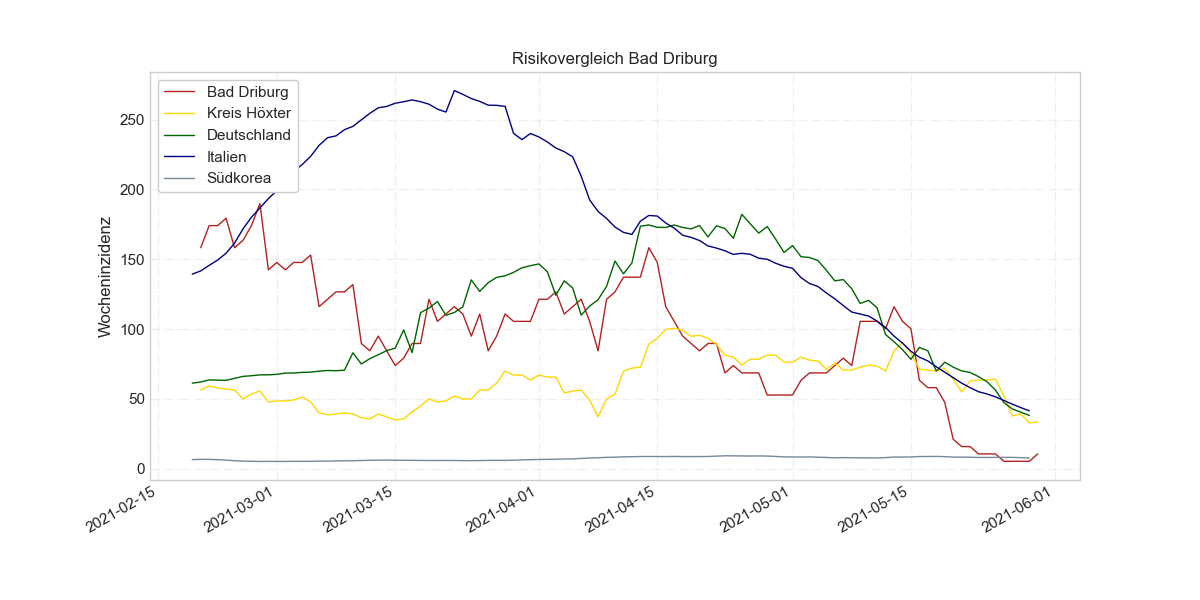 Risikovergleich Bad Driburg
Bad Driburg
Kreis Höxter
Deutschland
Italien
Südkorea
Wocheninzidenz
250
200
150
100
50
0
2021-02-15
2021-03-01
2021-03-15
2021-04-01
2021-04-15
2021-05-01
2021-05-15
2021-06-01